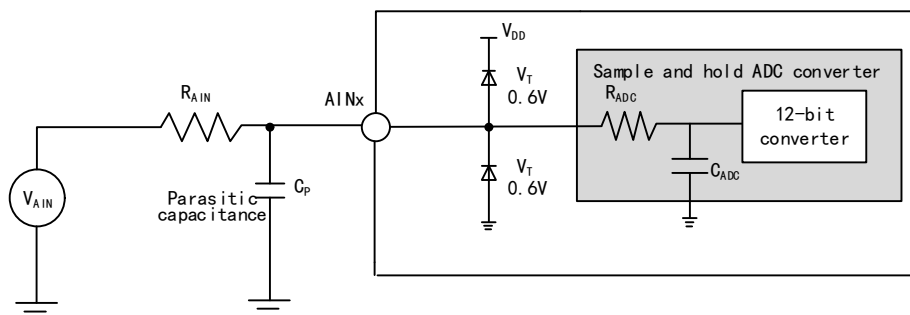 V_DD
Sample and hold ADC converter
V_T
0.6V
R_ADC
AINx
R_AIN
12-bit
converter
V_T
0.6V
C_ADC
C_P
Parasitic
capacitance
V_AIN